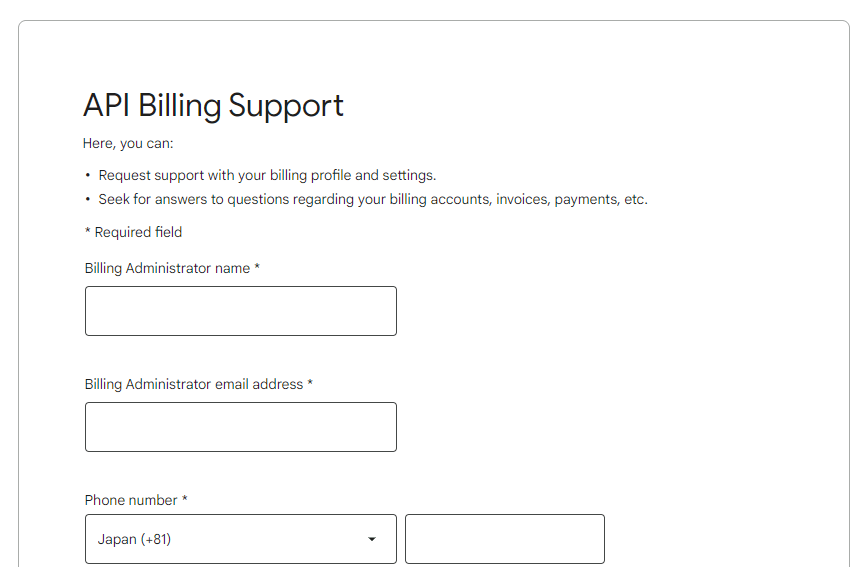 API Billing Support
Here, you can:
• Request support with your billing profile and settings.
• Seek for answers to questions regarding your billing accounts, invoices, payments, etc.
* Required field
Billing Administrator name *
Billing Administrator email address *
Phone number *
Japan (+81)